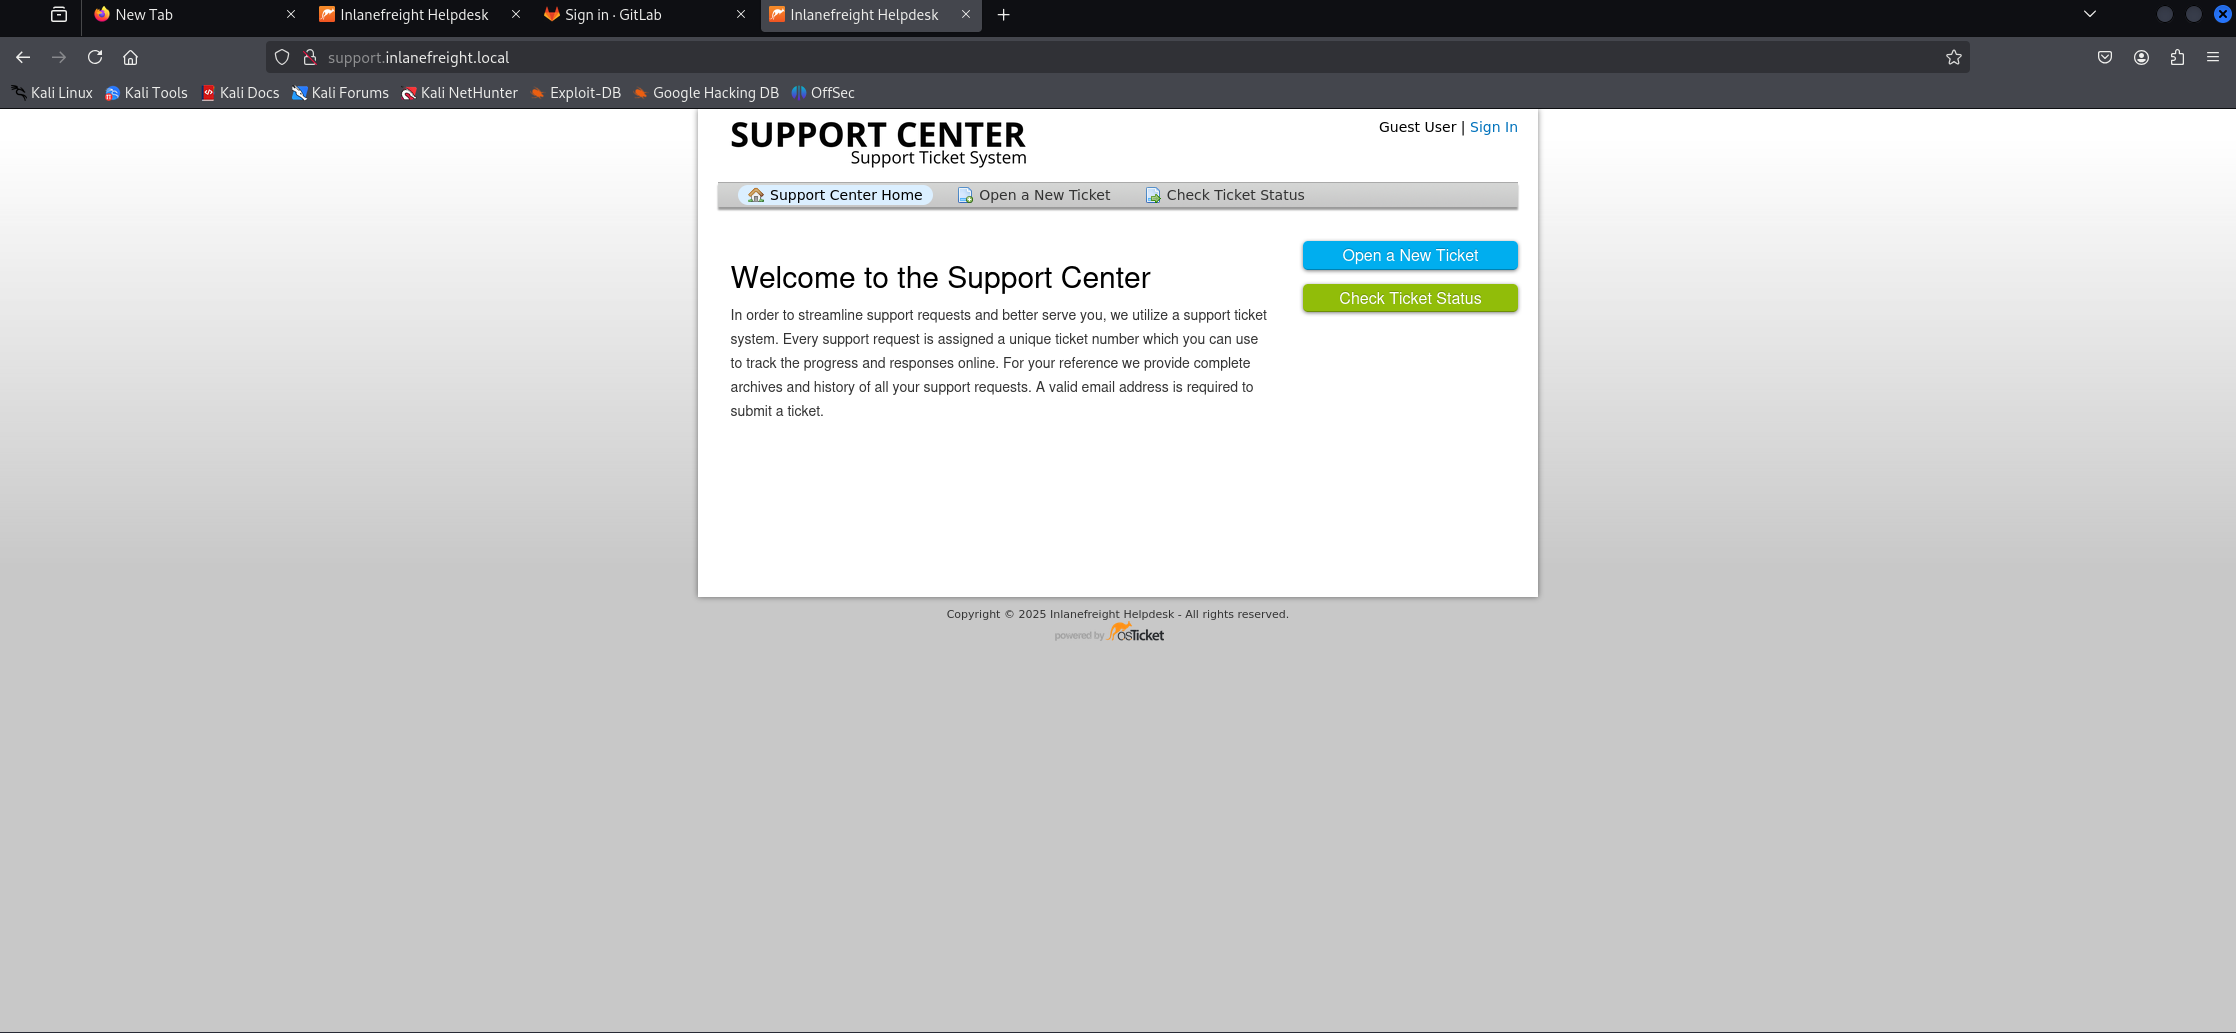 New Tab
Inlanefreight Helpdesk
Sign in · GitLab
Inlanefreight Helpdesk
support.inlanefreight.local
Kali Linux
Kali Tools
Kali Docs
Kali Forums
Kali NetHunter
Exploit-DB
Google Hacking DB
OffSec
SUPPORT CENTER
Support Ticket System
Guest User | Sign In
Support Center Home
Open a New Ticket
Check Ticket Status
Open a New Ticket
Check Ticket Status
Welcome to the Support Center
In order to streamline support requests and better serve you, we utilize a support ticket
system. Every support request is assigned a unique ticket number which you can use
to track the progress and responses online. For your reference we provide complete
archives and history of all your support requests. A valid email address is required to
submit a ticket.
Copyright © 2025 Inlanefreight Helpdesk - All rights reserved.
powered by osTicket